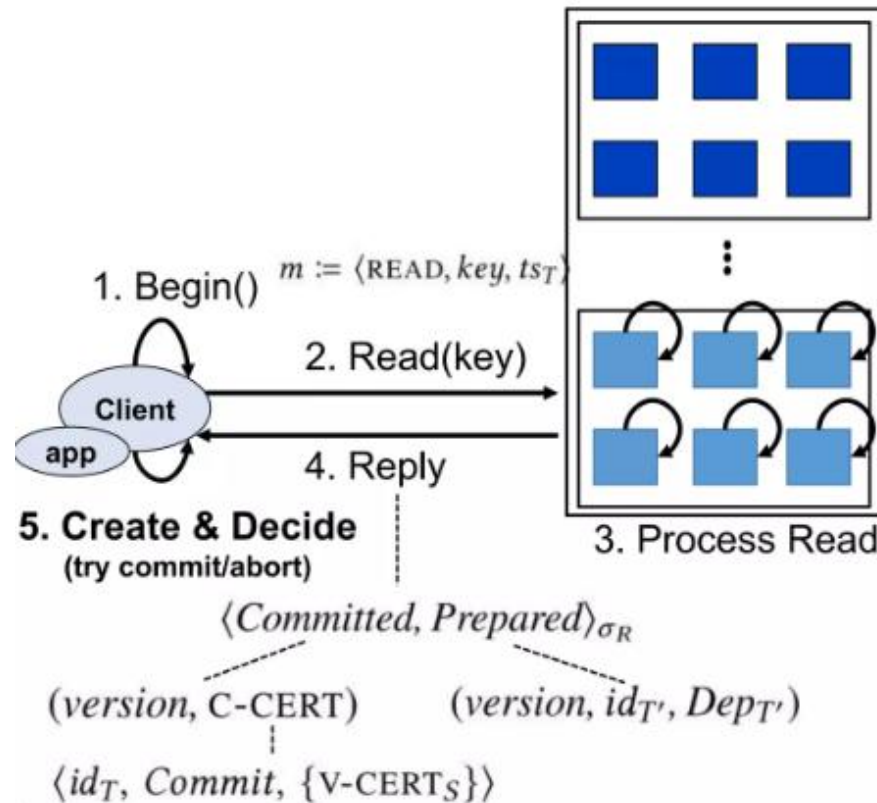 1. Begin()
m := ⟨READ, key, ts_T⟩
2. Read(key)
Client
app
4. Reply
5. Create & Decide
(try commit/abort)
3. Process Read
⟨Committed, Prepared⟩_σ_R
(version, C-CERT)
(version, id_T', Dep_T')
⟨id_T, Commit, {V-CERT_S}⟩